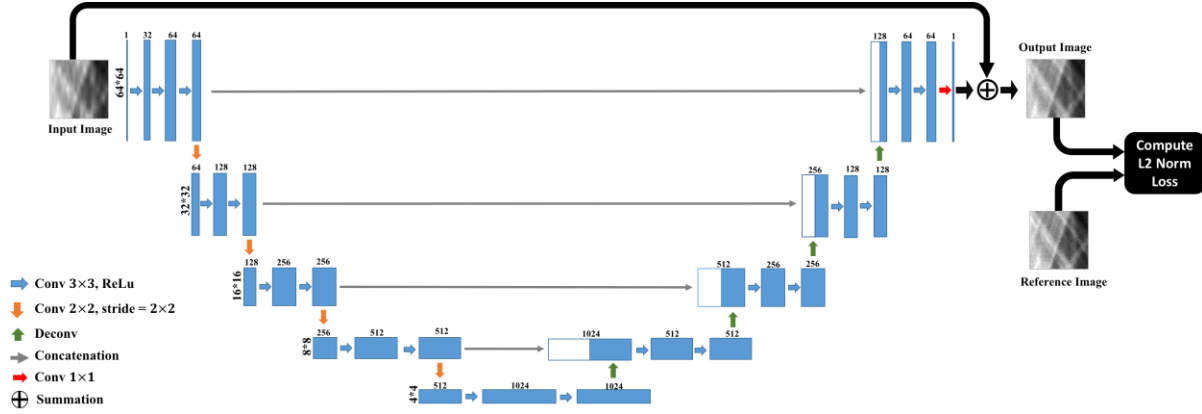 1
32
64
64
64*64
Input Image
128
64
64
1
Output Image
Compute
L2 Norm
Loss
Reference Image
64
128
128
32*32
256
128
128
128
256
256
16*16
512
256
256
256
512
512
8*8
1024
512
512
512
1024
1024
4*4
Conv 3×3, ReLu
Conv 2×2, stride = 2×2
Deconv
Concatenation
Conv 1×1
Summation